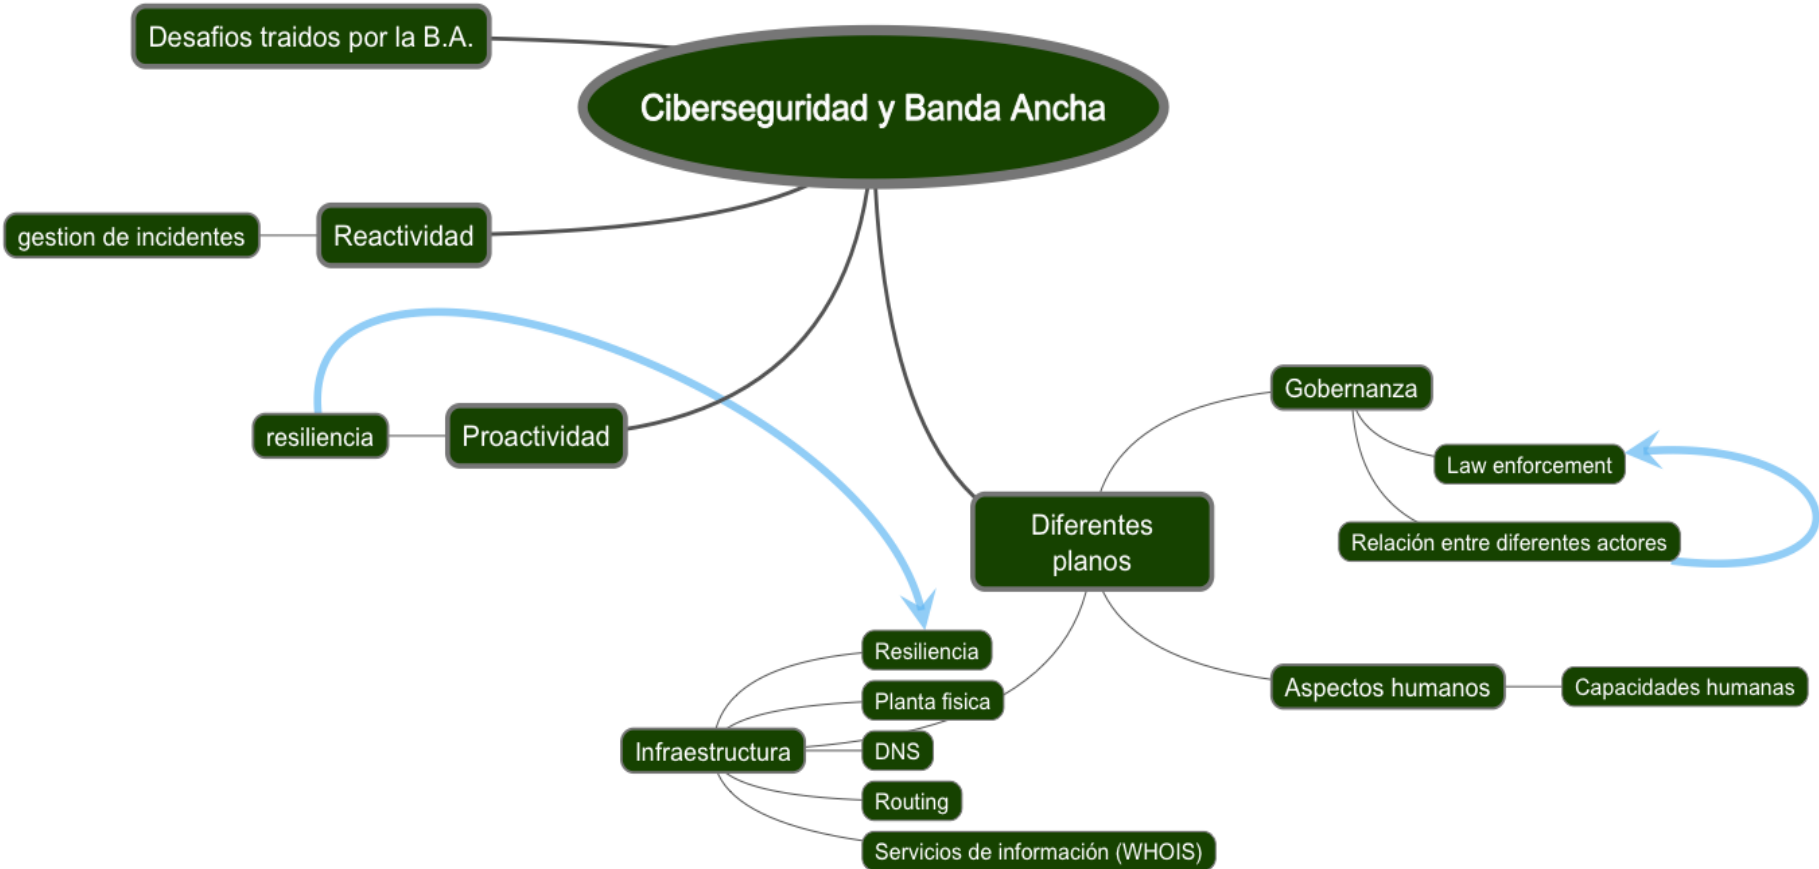 Desafios traidos por la B.A.
Ciberseguridad y Banda Ancha
gestion de incidentes
Reactividad
resiliencia
Proactividad
Diferentes
planos
Gobernanza
Law enforcement
Relación entre diferentes actores
Aspectos humanos
Capacidades humanas
Infraestructura
Resiliencia
Planta fisica
DNS
Routing
Servicios de información (WHOIS)